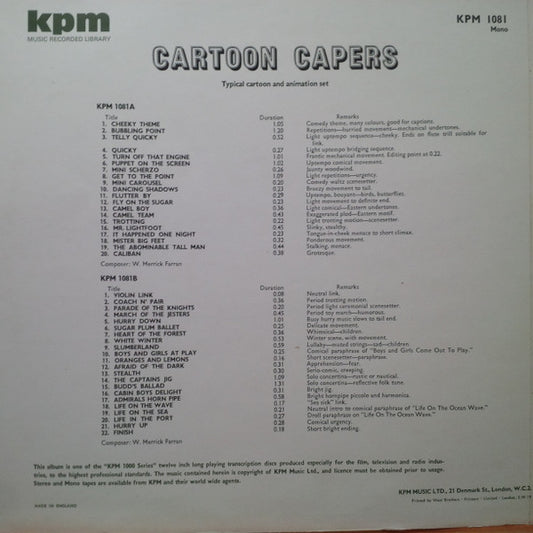 kpm
MUSIC RECORDED LIBRARY
KPM 1081
Mono
CARTOON CAPERS
Typical cartoon and animation set
KPM 1081A
Title Duration Remarks
1. CHEEKY THEME 1.05 Comedy theme, many colours, good for captions.
2. BUBBLING POINT 1.20 Repetitions—hurried movement—mechanical undertones.
3. TELLY QUICKY 0.52 Light uptempo sequence—cheeky. Ends on flute trill suitable for
link.
4. QUICKY 0.27 Light uptempo bridging sequence.
5. TURN OFF THAT ENGINE 1.01 Frantic mechanical movement. Editing point at 0.22.
6. PUPPET ON THE SCREEN 1.02 Uptempo comical movement.
7. MINI SCHERZO 0.26 Jaunty woodwind.
8. GET TO THE POINT 1.09 Light repetitions—urgency.
9. MINI CAROUSEL 0.20 Comedy waltz scenesetter.
10. DANCING SHADOWS 0.23 Breezy movement to tail.
11. FLUTTER BY 0.29 Uptempo, bouyant—birds, butterflies.
12. FLY ON THE SUGAR 0.23 Light movement to definite end.
13. CAMEL BOY 0.36 Light comical—Eastern undertones.
14. CAMEL TEAM 0.43 Exaggerated plod—Eastern motif.
15. TROTTING 0.22 Light trotting motion—scenesetter.
16. MR. LIGHTFOOT 0.45 Slinky, stealthy.
17. IT HAPPENED ONE NIGHT 0.23 Tongue-in-cheek menace to short climax.
18. MISTER BIG FEET 0.32 Ponderous movement.
19. THE ABOMINABLE TALL MAN 0.44 Stalking, menace.
20. CALIBAN 0.38 Grotesque.
Composer: W. Merrick Farran
KPM 1081B
Title Duration Remarks
1. VIOLIN LINK 0.08 Neutral link.
2. COACH N' PAIR 0.36 Period trotting motion.
3. PARADE OF THE KNIGHTS 0.20 Period light ceremonial scenesetter.
4. MARCH OF THE JESTERS 0.45 Period toy march—humorous.
5. HURRY DOWN 1.01 Busy hurry music slows to tail end.
6. SUGAR PLUM BALLET 0.25 Delicate movement.
7. HEART OF THE FOREST 0.36 Whimsical—children.
8. WHITE WINTER 0.53 Winter scene, with movement.
9. SLUMBERLAND 0.59 Lullaby—misted strings—sad—children
10. BOYS AND GIRLS AT PLAY 0.25 Comical paraphrase of "Boys and Girls Come Out To Play."
11. ORANGES AND LEMONS 0.16 Short scenesetter—paraphrase.
12. AFRAID OF THE DARK 0.31 Apprehension—fear.
13. STEALTH 0.30 Serio-comic, creeping.
14. THE CAPTAINS JIG 1.09 Solo concertina—rustic or nautical.
15. BUDD'S BALLAD 1.31 Solo concertina—reflective folk tune.
16. CABIN BOYS DELIGHT 0.31 Bright jigs.
17. ADMIRALS HORN PIPE 0.58 Bright hornpipe piccolo and harmonica.
18. LIFE ON THE WAVE 0.17 "Sea sick" link.
19. LIFE ON THE SEA 0.21 Neutral intro to comical paraphrase of "Life On The Ocean Wave."
20. LIFE IN THE PORT 0.27 Droll paraphrase on "Life On The Ocean Wave."
21. HURRY UP 0.28 Comical urgency.
22. FINISH 0.18 Short bright ending.
Composer: W. Merrick Farran
This album is one of the "KPM 1000 Series" twelve inch long playing transcription discs produced especially for the film, television and radio indus-
tries, to the highest professional standards. The music contained herein is copyright of KPM Music Ltd., and licence must be obtained prior to usage.
Stereo and Mono tapes are available from KPM and their world wide agents.
KPM MUSIC LTD., 21 Denmark St., London, W.C.2.
MADE IN ENGLAND